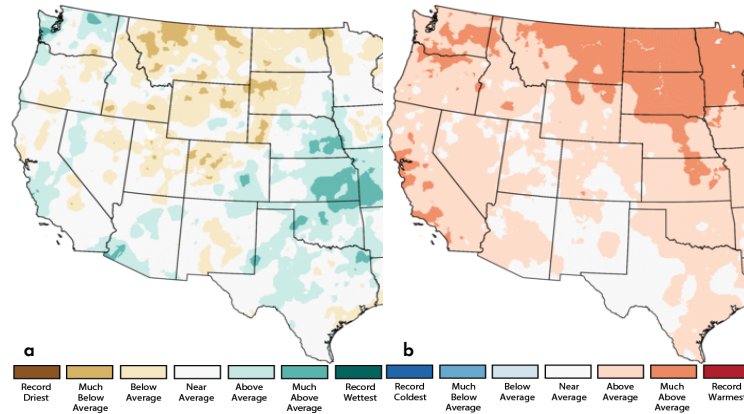 a
b
Record Driest
Much Below Average
Below Average
Near Average
Above Average
Much Above Average
Record Wettest
Record Coldest
Much Below Average
Below Average
Near Average
Above Average
Much Above Average
Record Warmest